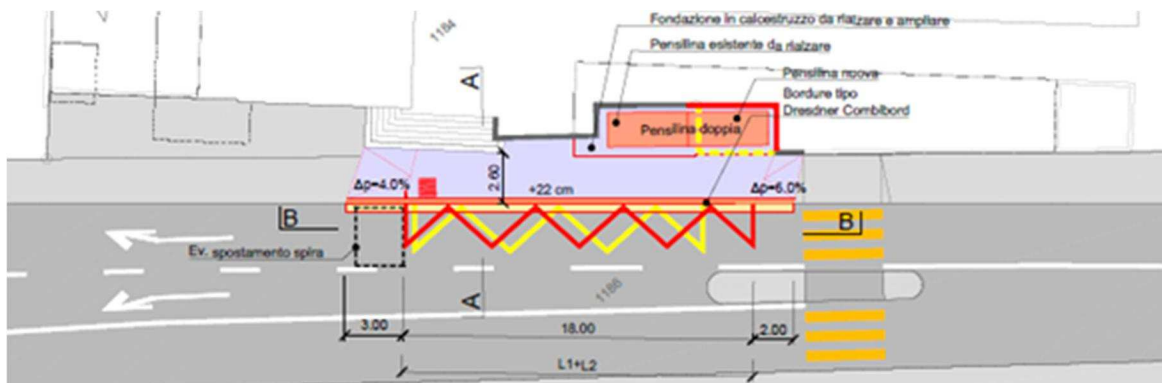 Fondazione in calcestruzzo da rialzare e ampliare
1184
Pensilina esistente da rialzare
A
Pensilina nuova
Bordure tipo
Dresdner Combibord
Pensilina doppia
Δp=4.0%
2.60
+22 cm
Δp=6.0%
B
B
Ev. spostamento spira
A
1186
3.00
18.00
2.00
L1+L2